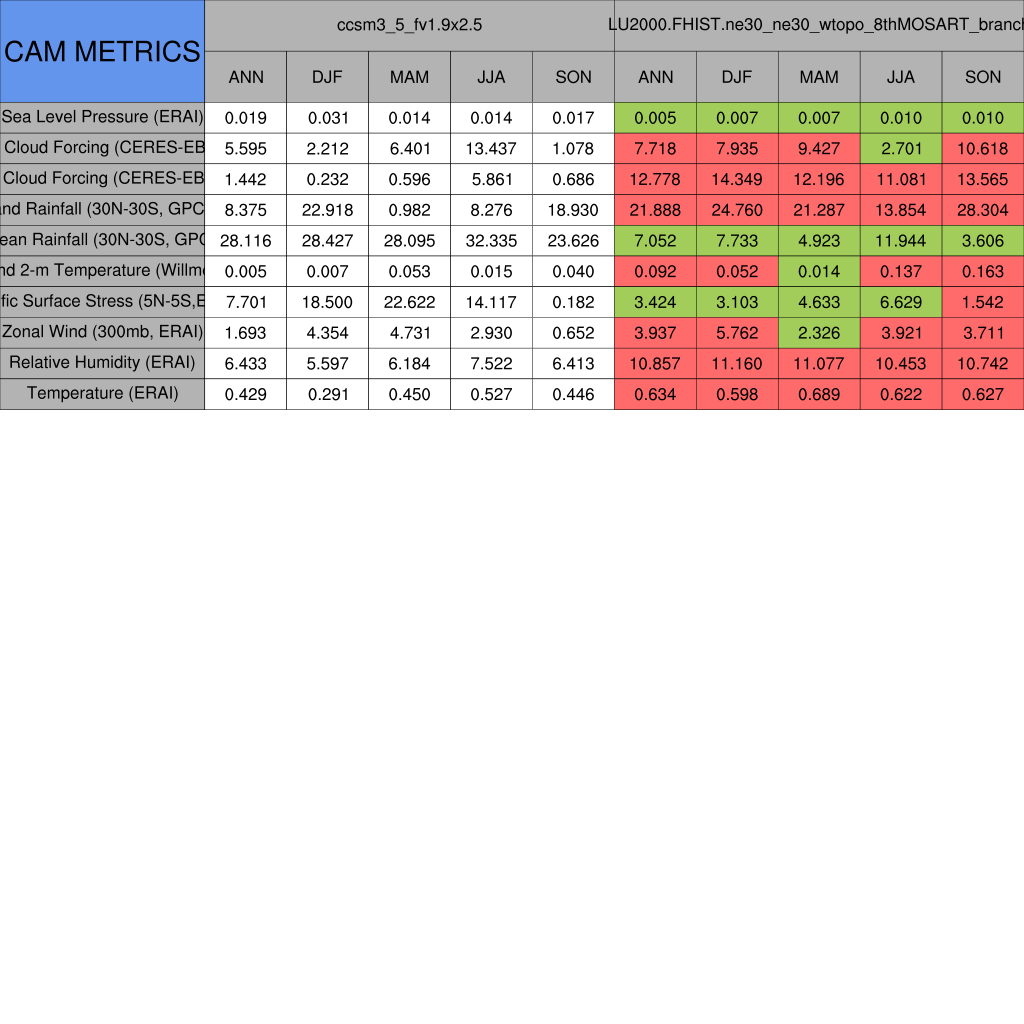 CAM METRICS
ccsm3_5_fv1.9x2.5 LU2000.FHIST.ne30_ne30_wtopo_8thMOSART_branch
ANN DJF MAM JJA SON ANN DJF MAM JJA SON
Sea Level Pressure (ERAI) 0.019 0.031 0.014 0.014 0.017 0.005 0.007 0.007 0.010 0.010
Cloud Forcing (CERES-EB 5.595 2.212 6.401 13.437 1.078 7.718 7.935 9.427 2.701 10.618
Cloud Forcing (CERES-EB 1.442 0.232 0.596 5.861 0.686 12.778 14.349 12.196 11.081 13.565
nd Rainfall (30N-30S, GPC 8.375 22.918 0.982 8.276 18.930 21.888 24.760 21.287 13.854 28.304
ean Rainfall (30N-30S, GPC 28.116 28.427 28.095 32.335 23.626 7.052 7.733 4.923 11.944 3.606
nd 2-m Temperature (Willmo 0.005 0.007 0.053 0.015 0.040 0.092 0.052 0.014 0.137 0.163
fic Surface Stress (5N-5S,E 7.701 18.500 22.622 14.117 0.182 3.424 3.103 4.633 6.629 1.542
Zonal Wind (300mb, ERAI) 1.693 4.354 4.731 2.930 0.652 3.937 5.762 2.326 3.921 3.711
Relative Humidity (ERAI) 6.433 5.597 6.184 7.522 6.413 10.857 11.160 11.077 10.453 10.742
Temperature (ERAI) 0.429 0.291 0.450 0.527 0.446 0.634 0.598 0.689 0.622 0.627